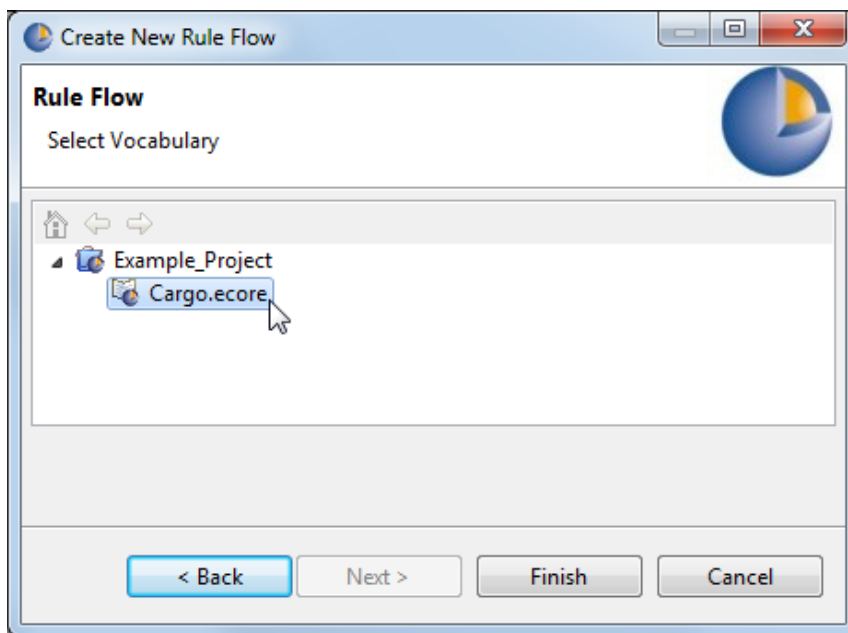 Create New Rule Flow
Rule Flow
Select Vocabulary
Example_Project
Cargo.ecore
< Back Next > Finish Cancel